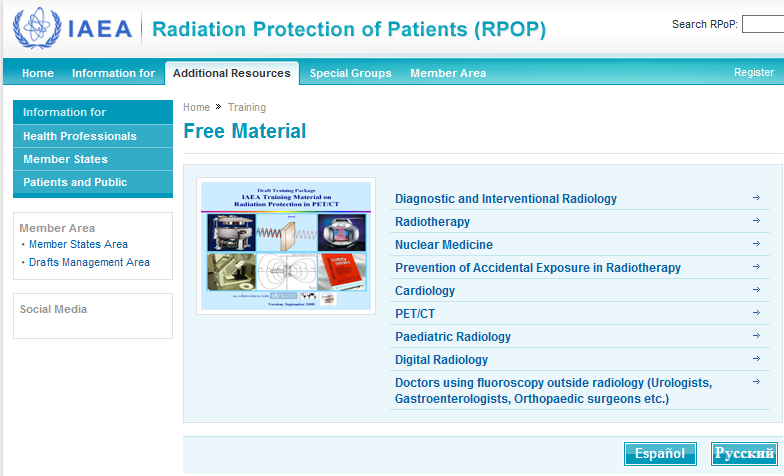 IAEA
Radiation Protection of Patients (RPOP)
Search RPoP:
Home
Information for
Additional Resources
Special Groups
Member Area
Register
Information for
Health Professionals
Member States
Patients and Public
Member Area
Member States Area
Drafts Management Area
Social Media
Home » Training
Free Material
Draft Training Package
IAEA Training Material on
Radiation Protection in PET/CT
in collaboration with
Version: September 2008
Diagnostic and Interventional Radiology
Radiotherapy
Nuclear Medicine
Prevention of Accidental Exposure in Radiotherapy
Cardiology
PET/CT
Paediatric Radiology
Digital Radiology
Doctors using fluoroscopy outside radiology (Urologists,
Gastroenterologists, Orthopaedic surgeons etc.)
Español
Русский